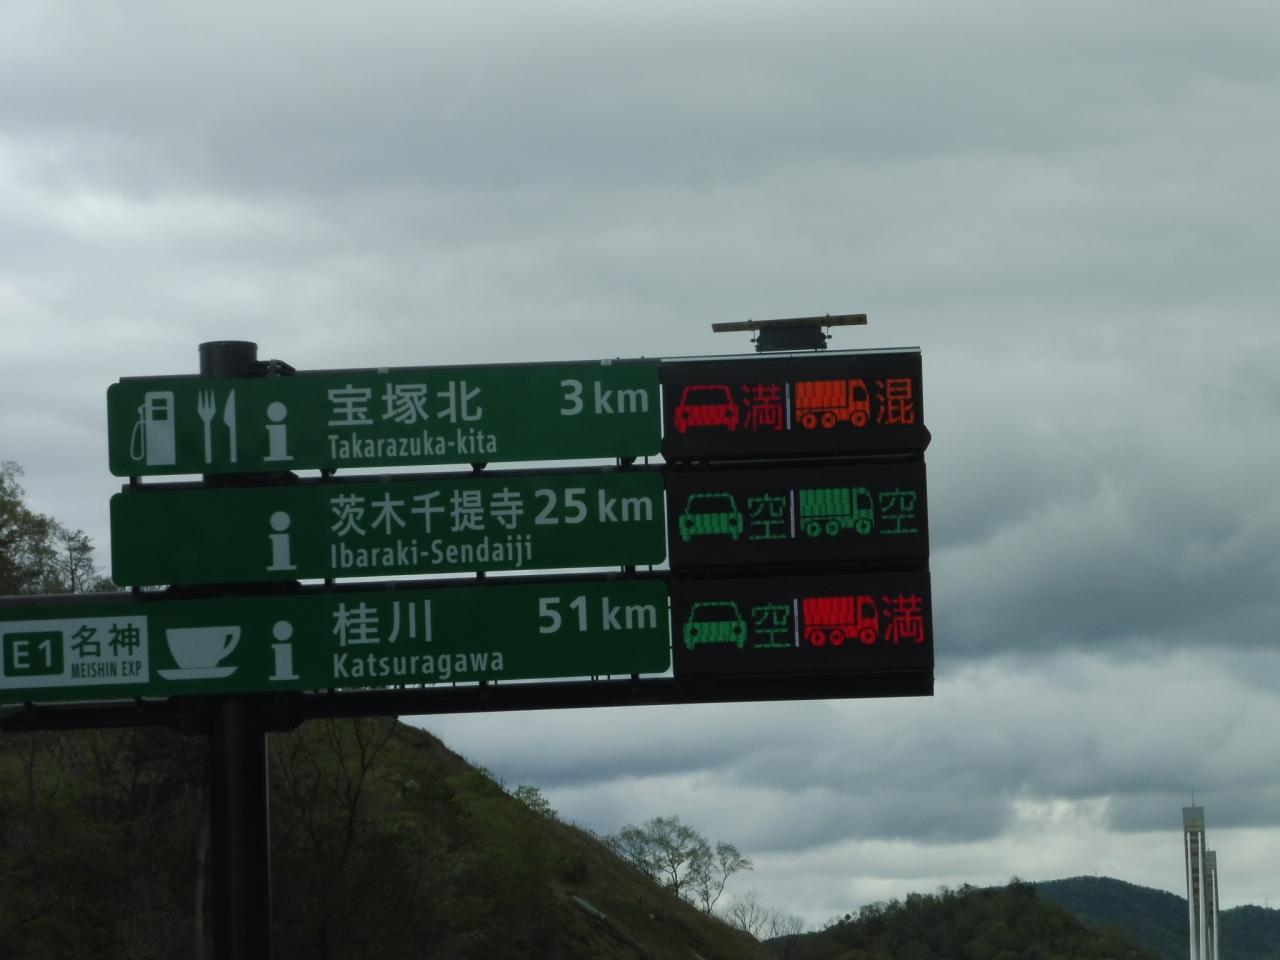 宝塚北 3km 満 混
Takarazuka-kita
茨木千提寺 25km 空 空
Ibaraki-Sendaiji
E1 名神 桂川 51km 空 満
MEISHIN EXP Katsuragawa